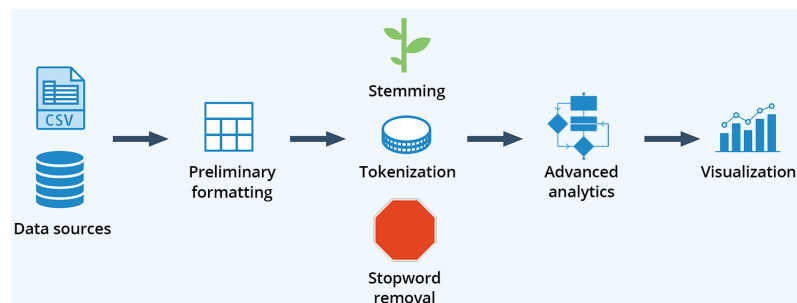 CSV
Data sources
Preliminary
formatting
Stemming
Tokenization
Stopword
removal
Advanced
analytics
Visualization